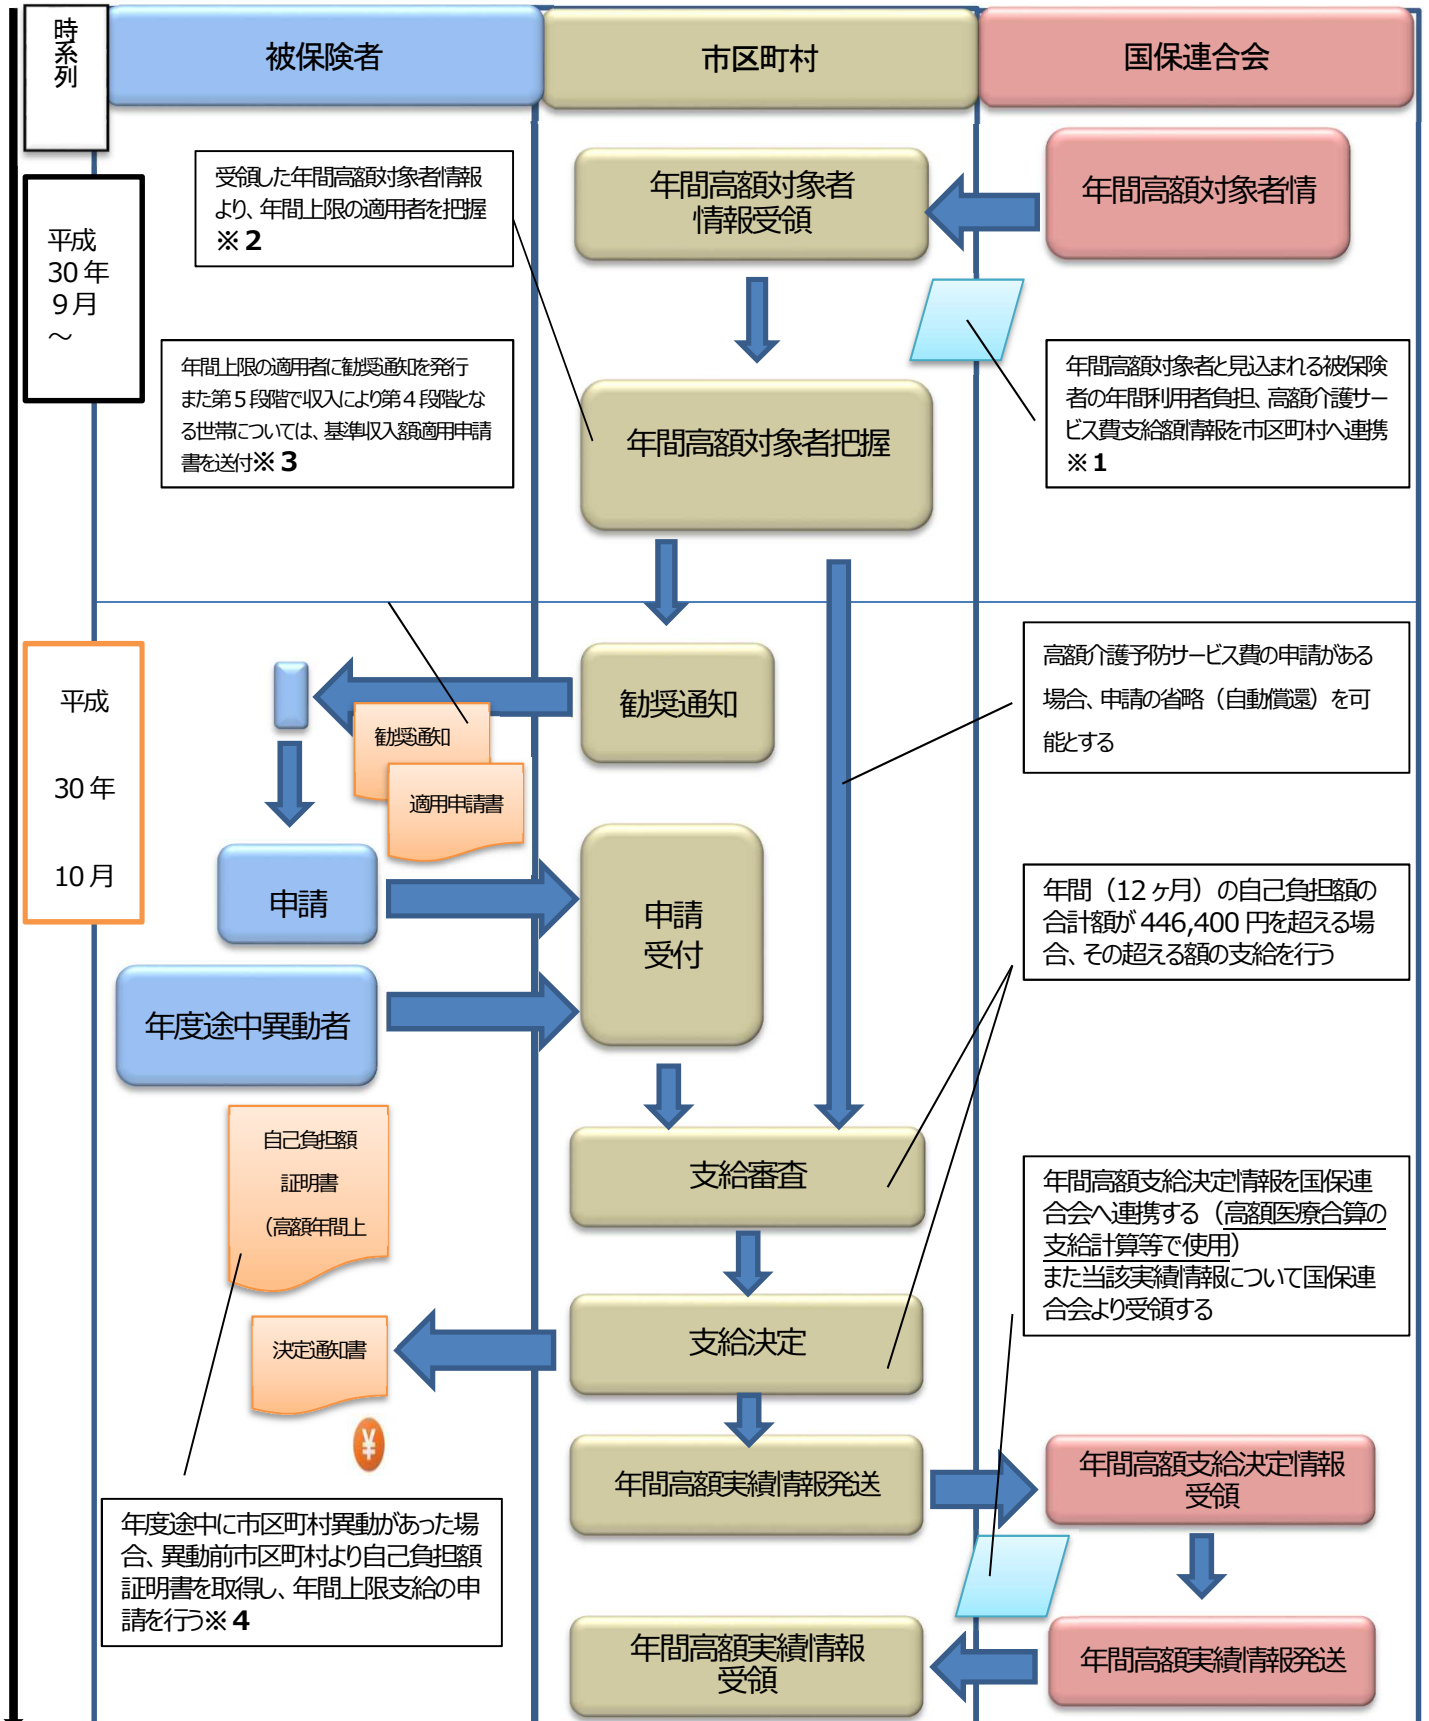 時系列
被保険者
市区町村
国保連合会
平成
30年
9月
～
受領した年間高額対象者情報
より、年間上限の適用者を把握
※2
年間高額対象者
情報受領
年間高額対象者情
年間上限の適用者に勧奨通知を発行
また第5段階で収入により第4段階とな
る世帯については、基準収入額適用申請
書を送付※3
年間高額対象者把握
年間高額対象者と見込まれる被保険
者の年間利用者負担、高額介護サー
ビス費支給額情報を市区町村へ連携
※1
平成
30年
10月
勧奨通知
勧奨通知
適用申請書
高額介護予防サービス費の申請がある
場合、申請の省略（自動償還）を可
能とする
申請
申請
受付
年間（12ヶ月）の自己負担額の
合計額が446,400円を超える場
合、その超える額の支給を行う
年度途中異動者
自己負担額
証明書
（高額年間上
支給審査
年間高額支給決定情報を国保連
合会へ連携する（高額医療合算の
支給計算等で使用）
また当該実績情報について国保連
合会より受領する
決定通知書
支給決定
¥
年間高額実績情報発送
年間高額支給決定情報
受領
年度途中に市区町村異動があった場
合、異動前市区町村より自己負担額
証明書を取得し、年間上限支給の申
請を行う※4
年間高額実績情報
受領
年間高額実績情報発送